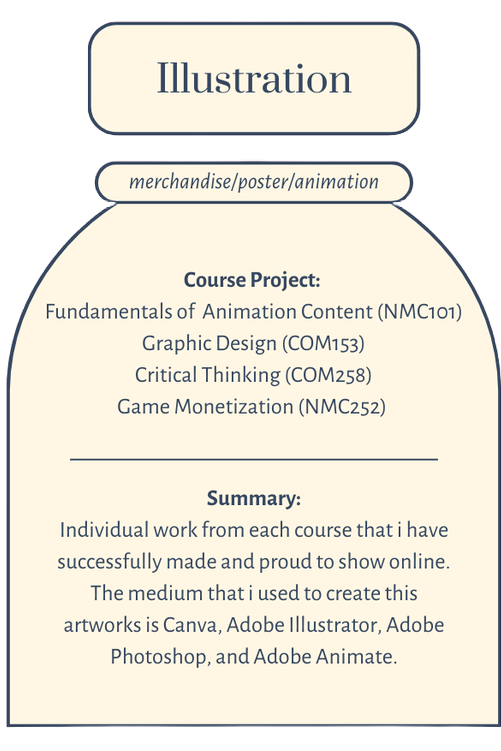 Illustration
merchandise/poster/animation
Course Project:
Fundamentals of Animation Content (NMC101)
Graphic Design (COM153)
Critical Thinking (COM258)
Game Monetization (NMC252)
Summary:
Individual work from each course that i have
successfully made and proud to show online.
The medium that i used to create this
artworks is Canva, Adobe Illustrator, Adobe
Photoshop, and Adobe Animate.